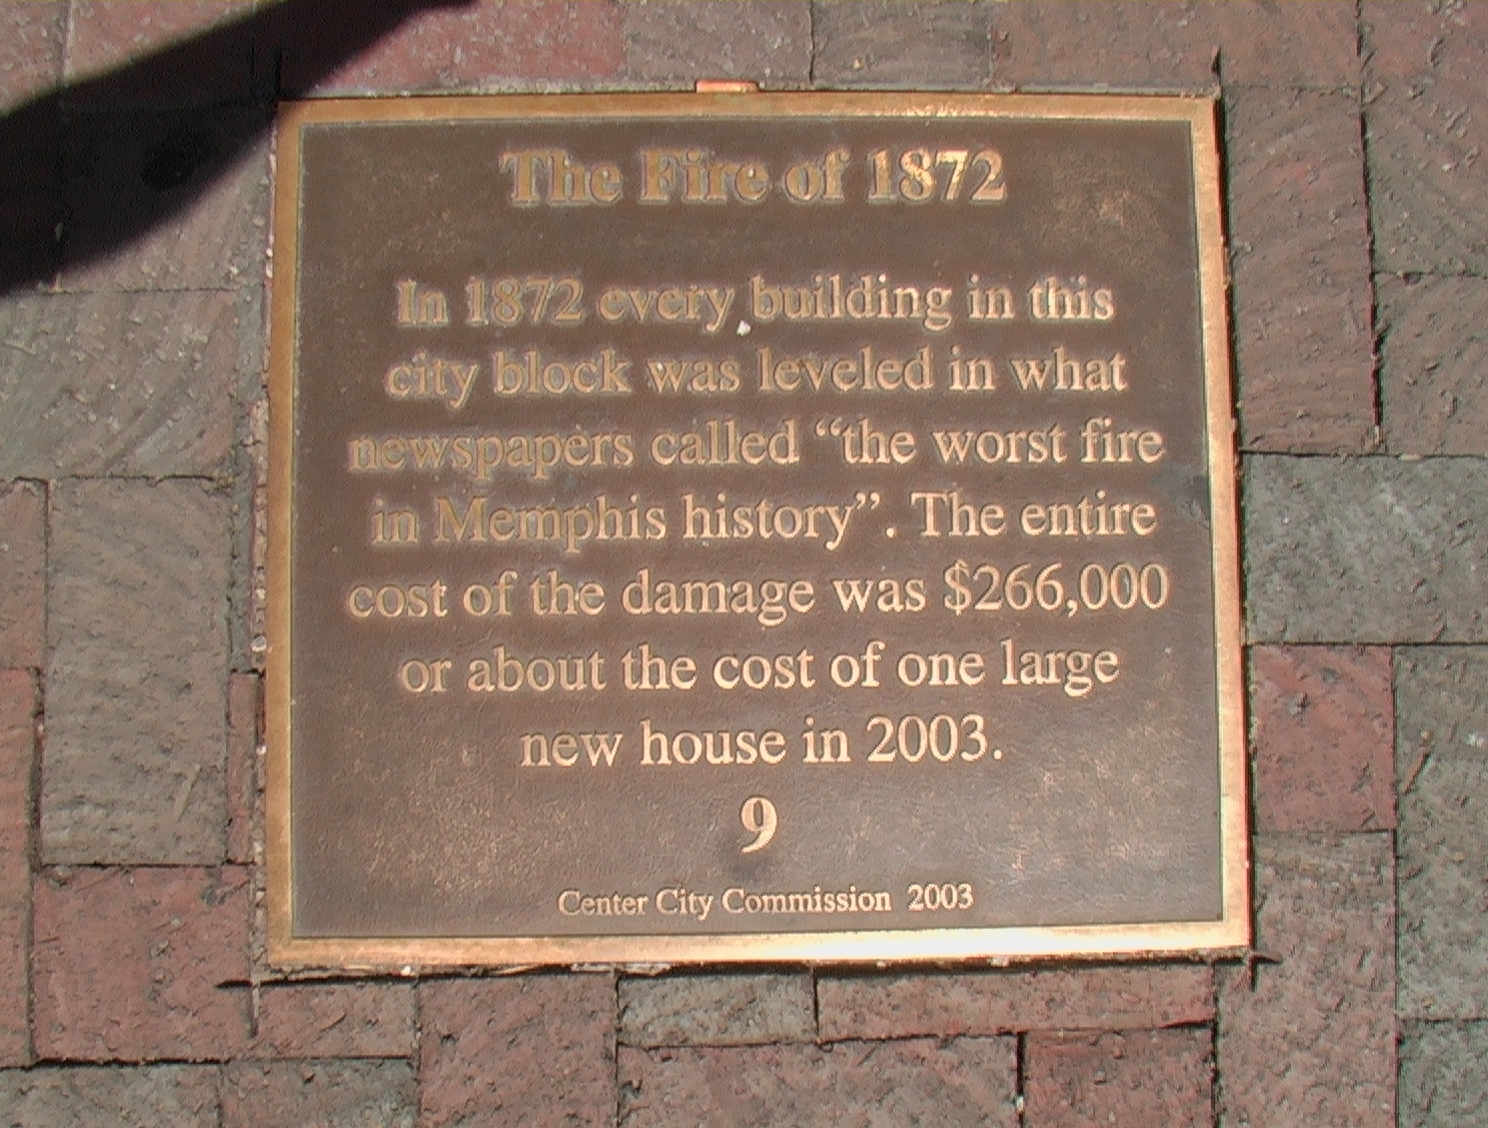 The Fire of 1872
In 1872 every building in this
city block was leveled in what
newspapers called “the worst fire
in Memphis history”. The entire
cost of the damage was $266,000
or about the cost of one large
new house in 2003.
9
Center City Commission 2003